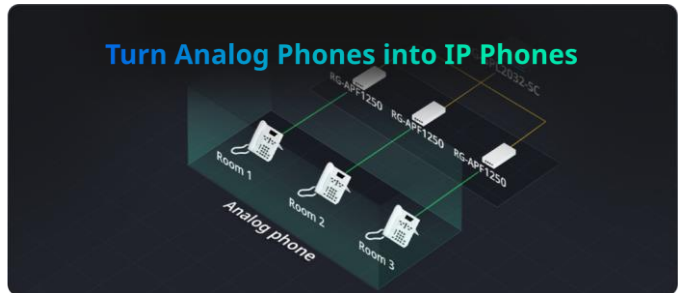 Turn Analog Phones into IP Phones
RG-APF1250
RG-APF1250
RG-APF1250
Room 1
Room 2
Room 3
Analog phone